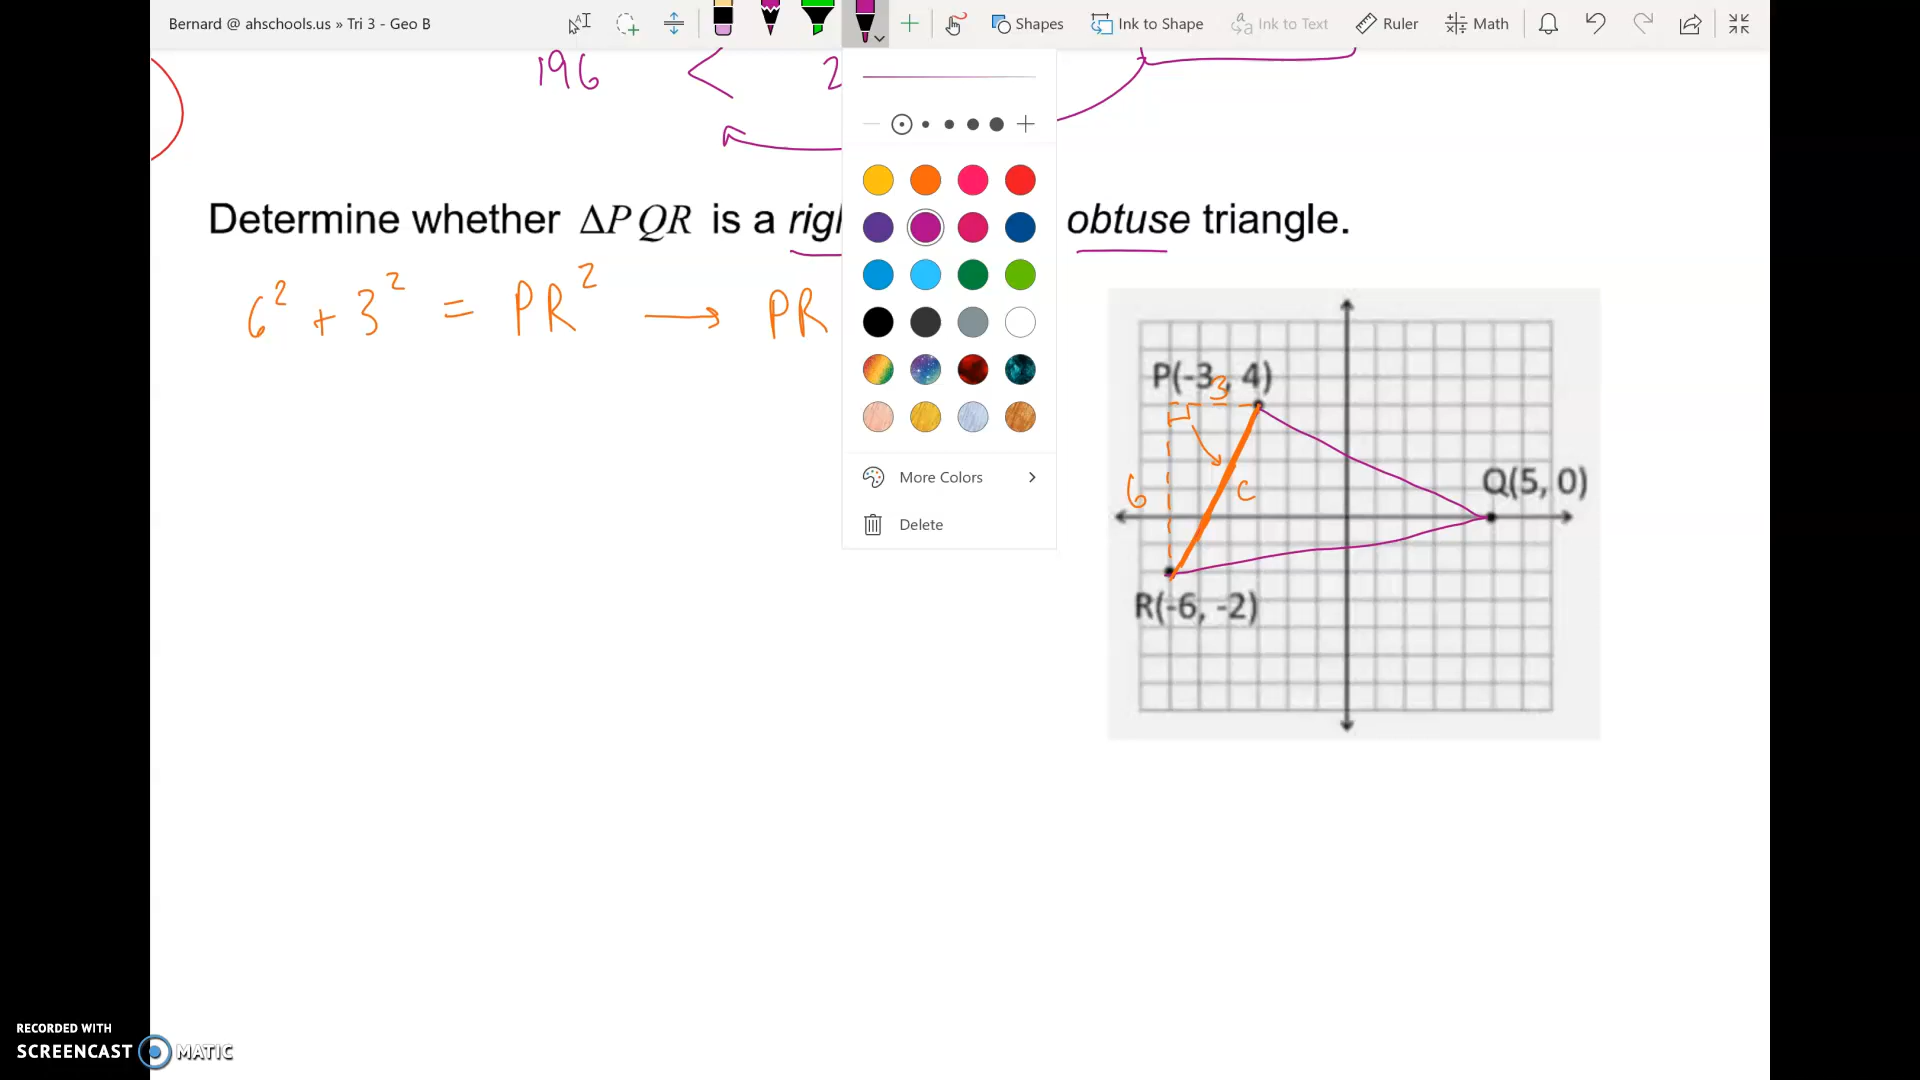 Bernard @ ahschools.us » Tri 3 - Geo B
Shapes
Ink to Shape
Ink to Text
Ruler
Math
196 < 2
Determine whether ΔPQR is a righ obtuse triangle.
6² + 3² = PR² → PR
P(-3, 4)
3
6
C
Q(5, 0)
R(-6, -2)
More Colors
Delete
RECORDED WITH
SCREENCAST MATIC